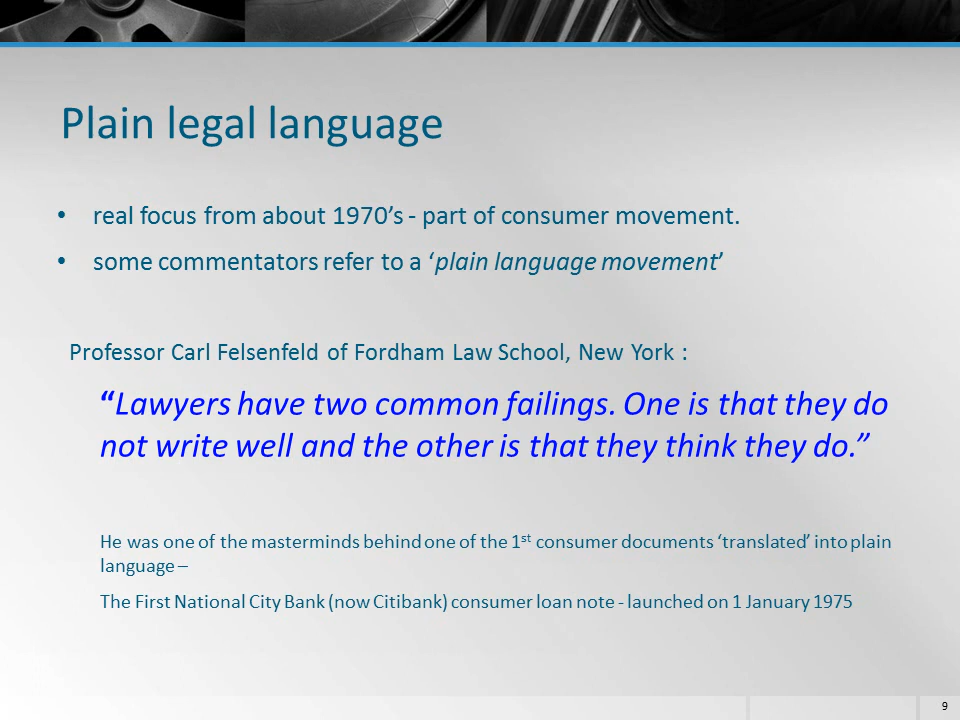 Plain legal language
• real focus from about 1970’s - part of consumer movement.
• some commentators refer to a ‘plain language movement’
Professor Carl Felsenfeld of Fordham Law School, New York :
“Lawyers have two common failings. One is that they do
not write well and the other is that they think they do.”
He was one of the masterminds behind one of the 1st consumer documents ‘translated’ into plain
language –
The First National City Bank (now Citibank) consumer loan note - launched on 1 January 1975
9